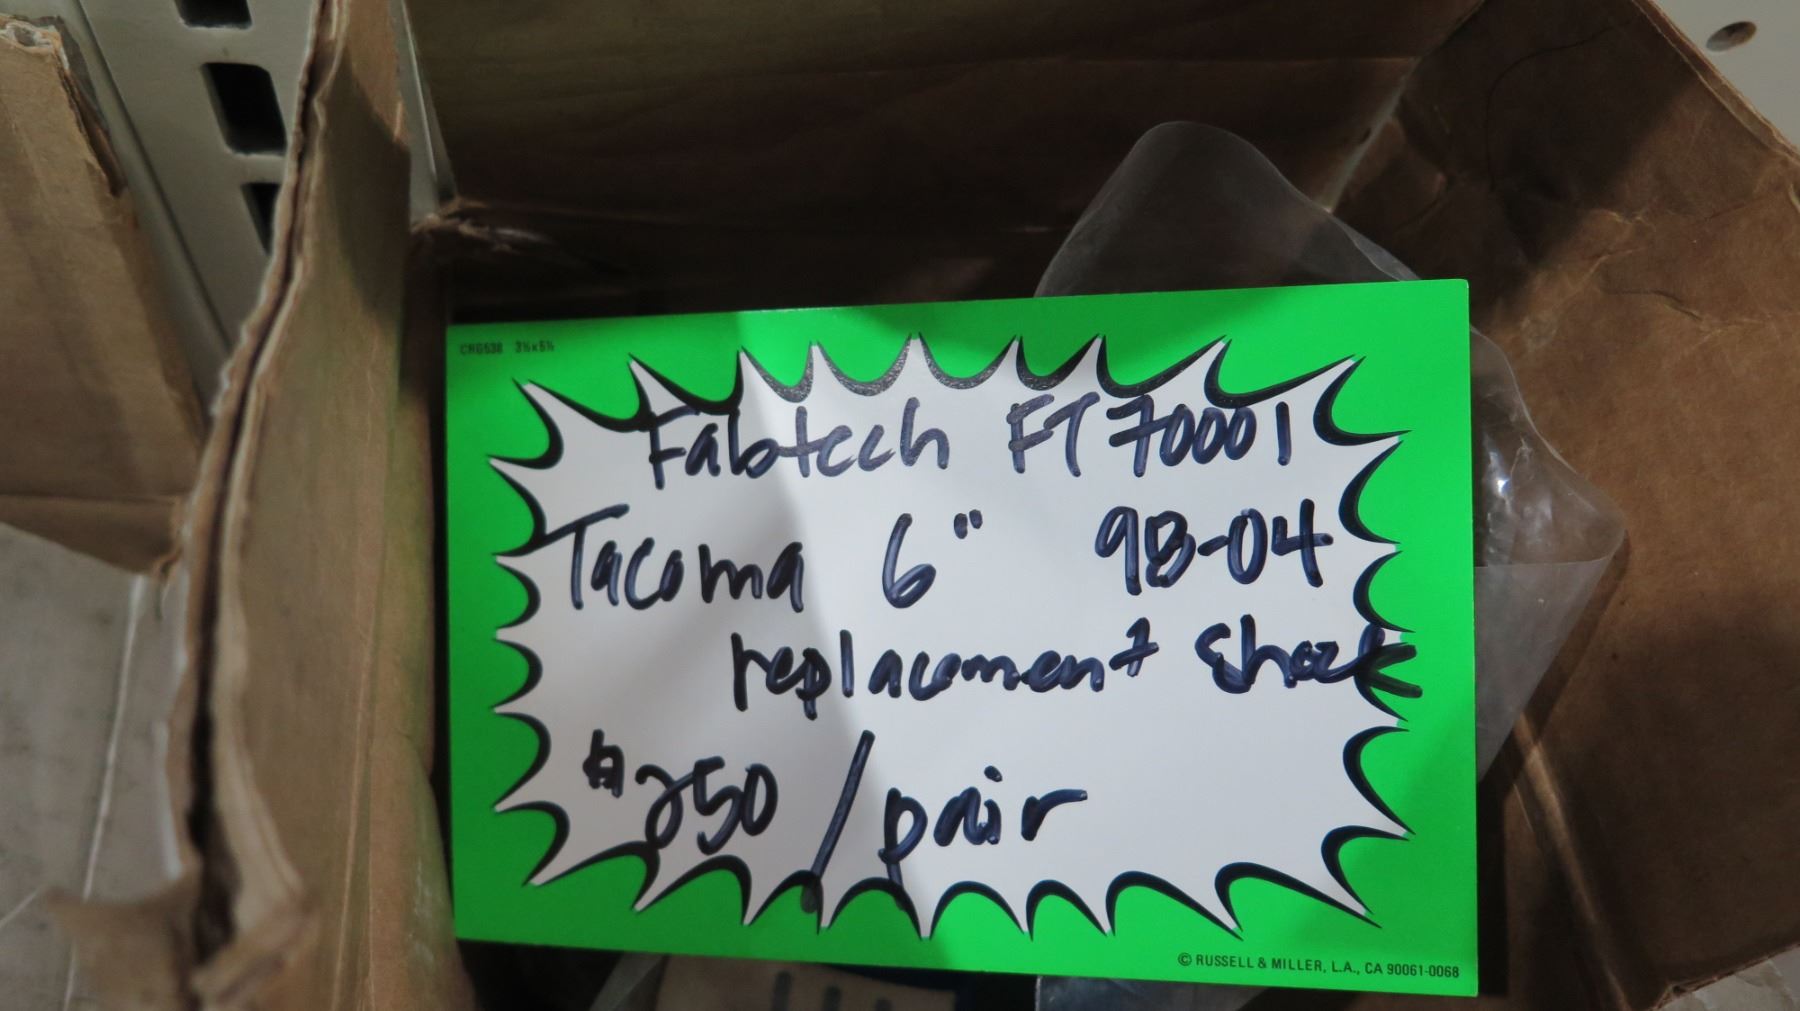 CRG538 3½x5½
Fabtech FT70001
Tacoma 6" 98-04
replacement shock
$250/pair
© RUSSELL & MILLER, L.A., CA 90061-0068